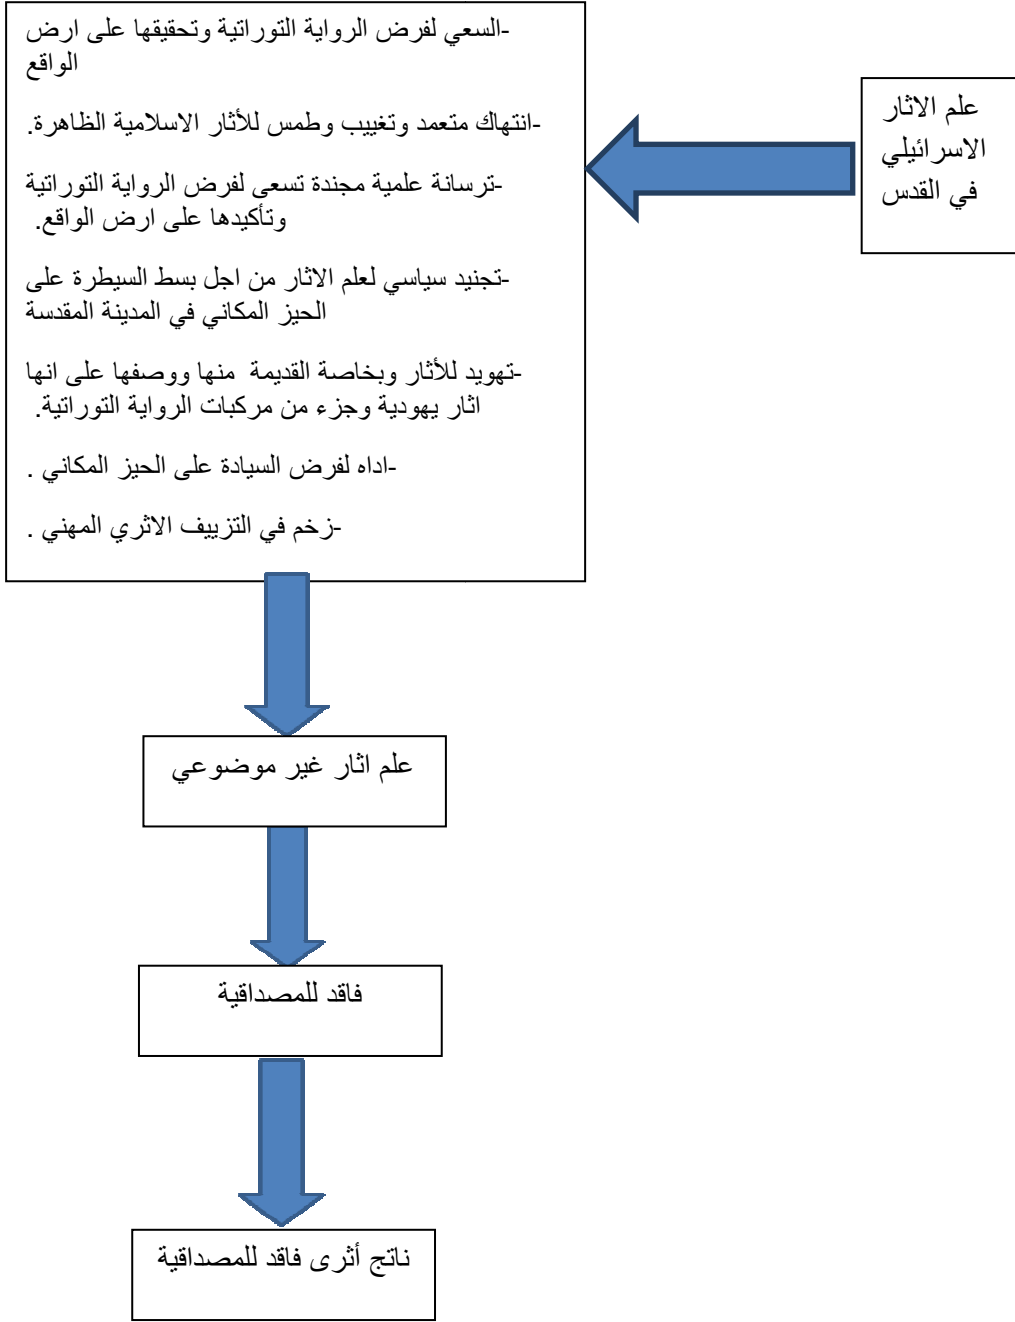 علم الاثار
الاسرائيلي
في القدس
-السعي لفرض الرواية التوراتية وتحقيقها على ارض
الواقع
-انتهاك متعمد وتغييب وطمس للأثار الاسلامية الظاهرة.
-ترسانة علمية مجندة تسعى لفرض الرواية التوراتية
وتأكيدها على ارض الواقع.
-تجنيد سياسي لعلم الاثار من اجل بسط السيطرة على
الحيز المكاني في المدينة المقدسة
-تهويد للأثار وبخاصة القديمة منها ووصفها على انها
اثار يهودية وجزء من مركبات الرواية التوراتية.
-اداه لفرض السيادة على الحيز المكاني .
-زخم في التزييف الاثري المهني .
علم اثار غير موضوعي
فاقد للمصداقية
ناتج أثرى فاقد للمصداقية